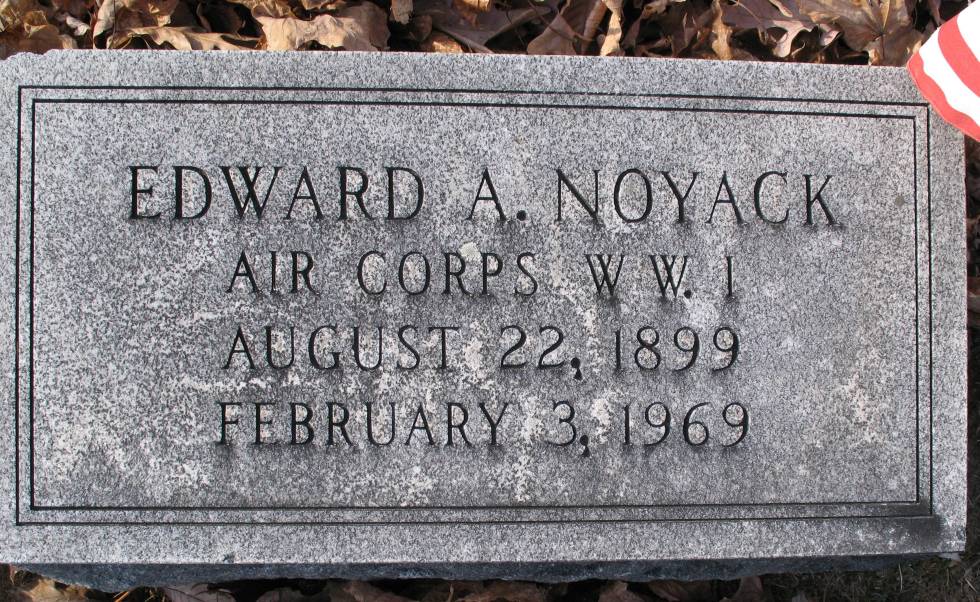 EDWARD A. NOYACK
AIR CORPS W W. I
AUGUST 22, 1899
FEBRUARY 3, 1969